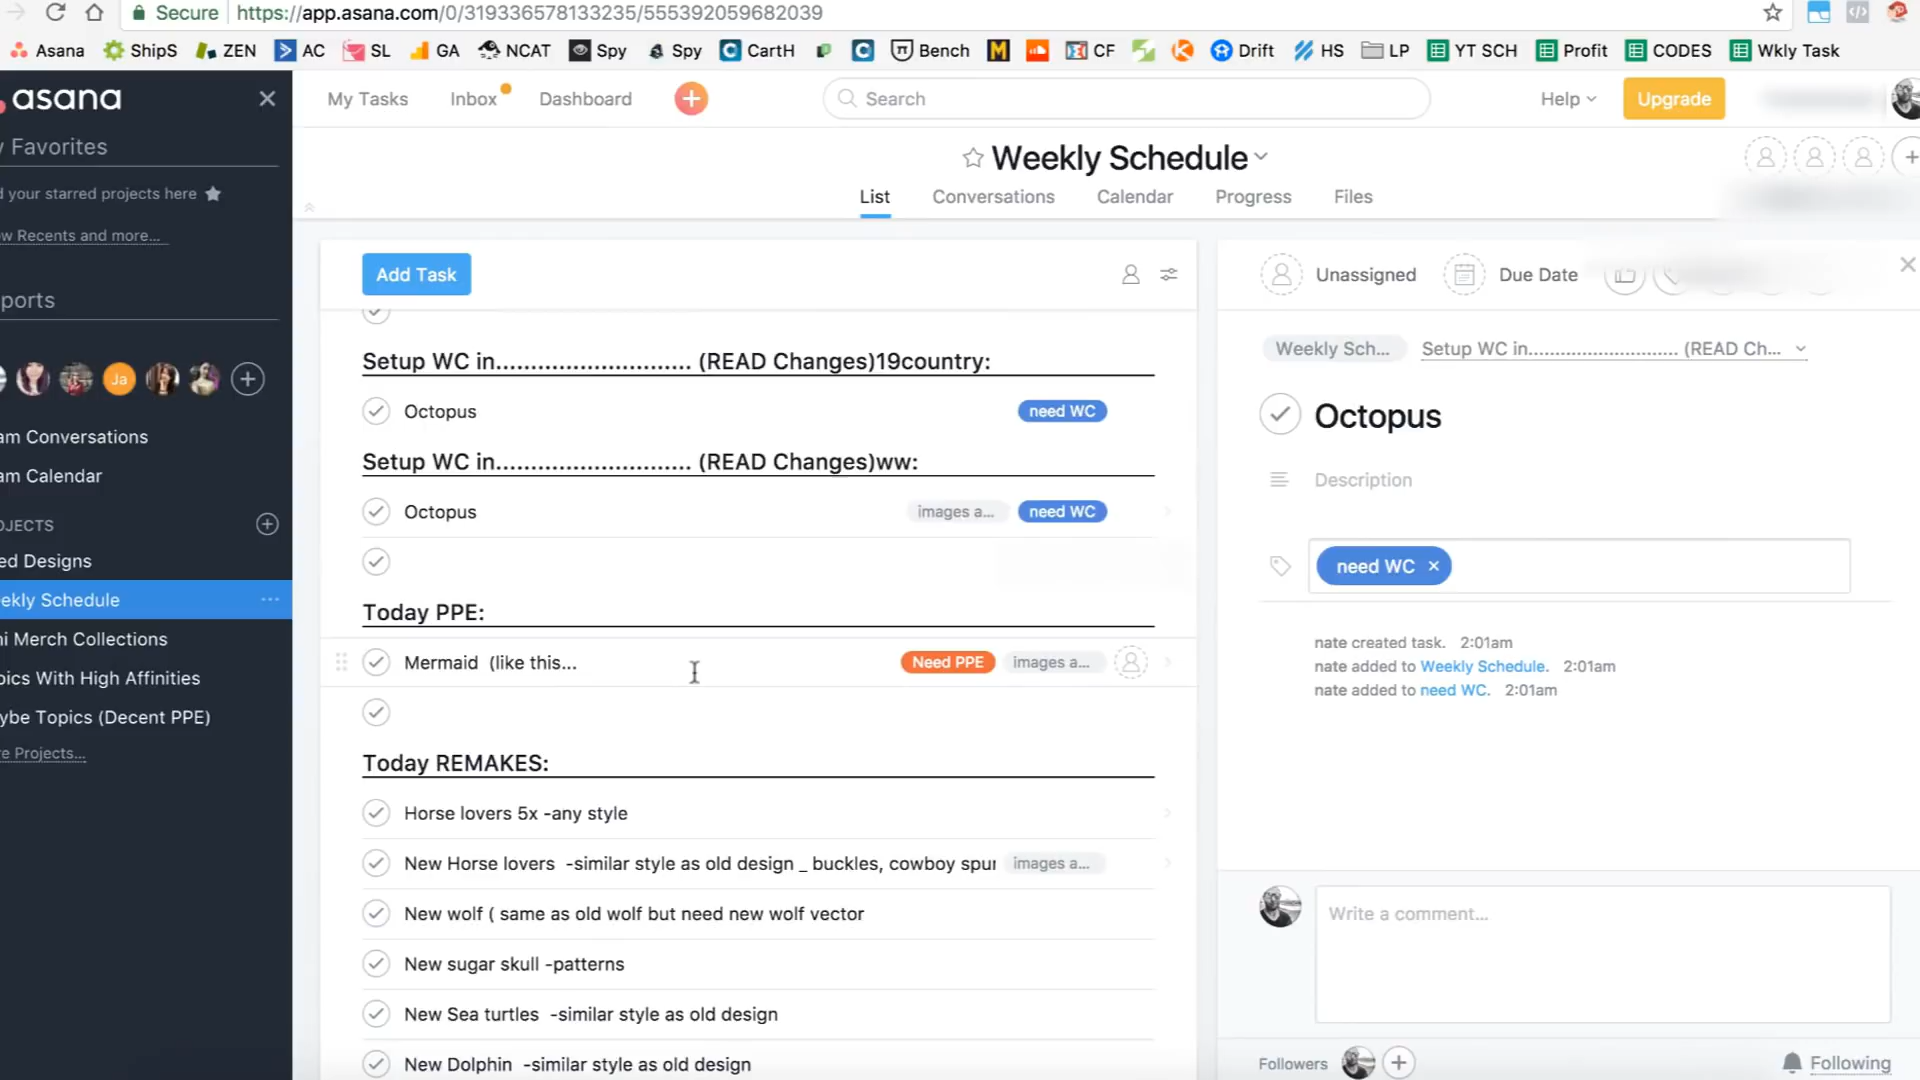 Secure https://app.asana.com/0/319336578133235/555392059682039
Asana ShipS ZEN AC SL GA NCAT Spy Spy CartH Bench CF Drift HS LP YT SCH Profit CODES Wkly Task
asana
My Tasks Inbox Dashboard Search Help Upgrade
y Favorites
d your starred projects here
ow Recents and more...
ports
Ja
am Conversations
am Calendar
OJECTS
ed Designs
ekly Schedule
ni Merch Collections
pics With High Affinities
ybe Topics (Decent PPE)
re Projects...
Weekly Schedule
List Conversations Calendar Progress Files
Add Task
Setup WC in............................ (READ Changes)19country:
Octopus need WC
Setup WC in............................ (READ Changes)ww:
Octopus images a... need WC
Today PPE:
Mermaid (like this... Need PPE images a...
Today REMAKES:
Horse lovers 5x -any style
New Horse lovers -similar style as old design _ buckles, cowboy spur images a...
New wolf ( same as old wolf but need new wolf vector
New sugar skull -patterns
New Sea turtles -similar style as old design
New Dolphin -similar style as old design
Unassigned Due Date
Weekly Sch... Setup WC in............................ (READ Ch...
Octopus
Description
need WC ×
nate created task. 2:01am
nate added to Weekly Schedule. 2:01am
nate added to need WC. 2:01am
Write a comment...
Followers Following